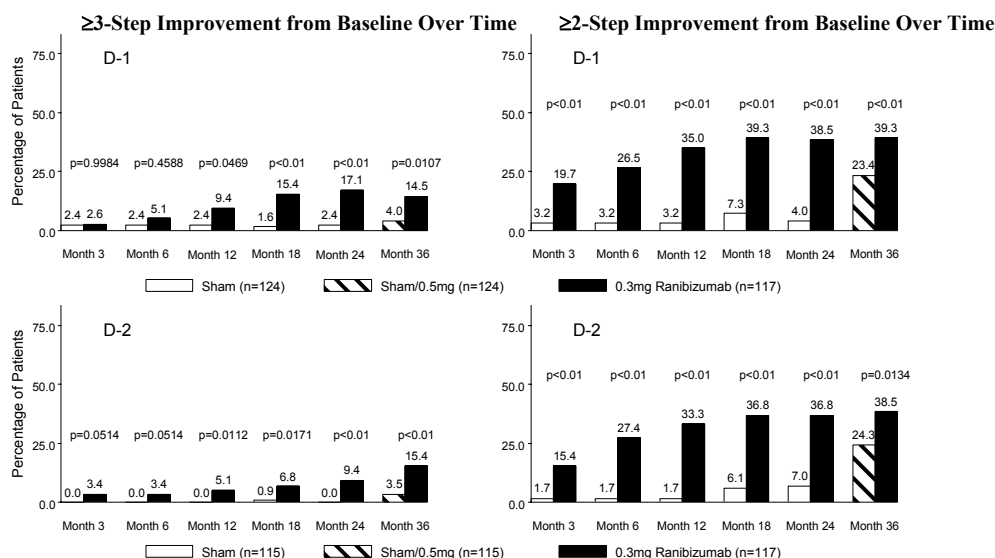 ≥3-Step Improvement from Baseline Over Time
≥2-Step Improvement from Baseline Over Time
Percentage of Patients
75.0
50.0
25.0
0.0
D-1
p=0.9984 p=0.4588 p=0.0469 p<0.01 p<0.01 p=0.0107
2.4 2.6 2.4 5.1 2.4 9.4 1.6 15.4 2.4 17.1 4.0 14.5
Month 3 Month 6 Month 12 Month 18 Month 24 Month 36
75.0
50.0
25.0
0.0
D-1
p<0.01 p<0.01 p<0.01 p<0.01 p<0.01 p<0.01
3.2 19.7 3.2 26.5 3.2 35.0 7.3 39.3 4.0 38.5 23.4 39.3
Month 3 Month 6 Month 12 Month 18 Month 24 Month 36
Sham (n=124) Sham/0.5mg (n=124) 0.3mg Ranibizumab (n=117)
Percentage of Patients
75.0
50.0
25.0
0.0
D-2
p=0.0514 p=0.0514 p=0.0112 p=0.0171 p<0.01 p<0.01
0.0 3.4 0.0 3.4 0.0 5.1 0.9 6.8 0.0 9.4 3.5 15.4
Month 3 Month 6 Month 12 Month 18 Month 24 Month 36
75.0
50.0
25.0
0.0
D-2
p<0.01 p<0.01 p<0.01 p<0.01 p<0.01 p=0.0134
1.7 15.4 1.7 27.4 1.7 33.3 6.1 36.8 7.0 36.8 24.3 38.5
Month 3 Month 6 Month 12 Month 18 Month 24 Month 36
Sham (n=115) Sham/0.5mg (n=115) 0.3mg Ranibizumab (n=117)